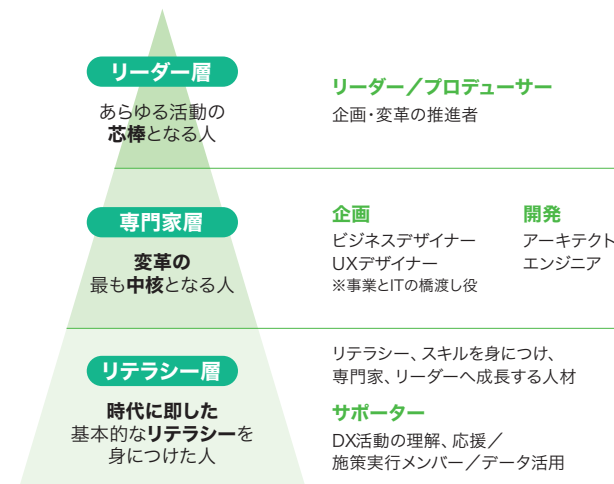 リーダー層
あらゆる活動の
芯棒となる人
リーダー／プロデューサー
企画・変革の推進者
専門家層
変革の
最も中核となる人
企画
ビジネスデザイナー
UXデザイナー
※事業とITの橋渡し役
開発
アーキテクト
エンジニア
リテラシー層
時代に即した
基本的なリテラシーを
身につけた人
リテラシー、スキルを身につけ、
専門家、リーダーへ成長する人材
サポーター
DX活動の理解、応援／
施策実行メンバー／データ活用